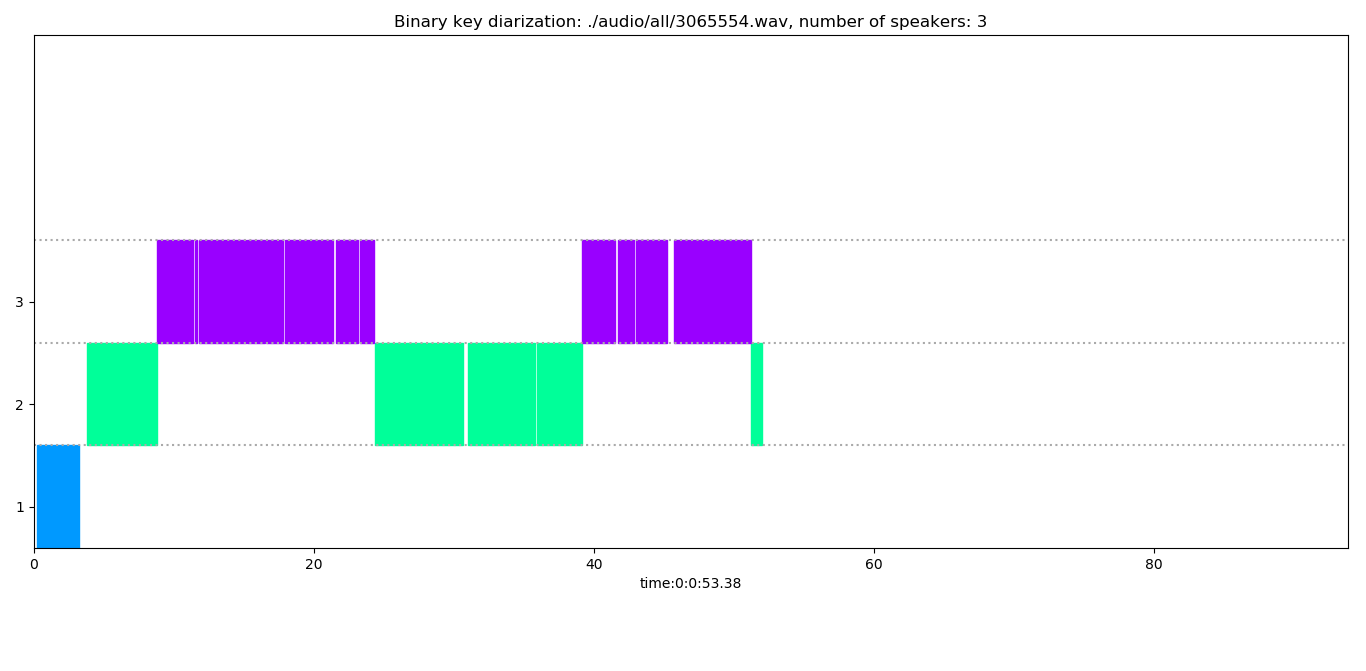 Binary key diarization: ./audio/all/3065554.wav, number of speakers: 3
3
2
1
0 20 40 60 80
time:0:0:53.38